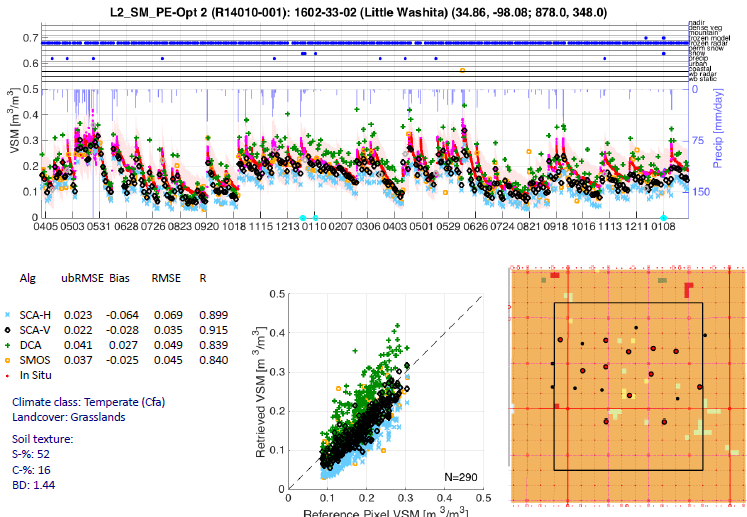 L2_SM_PE-Opt 2 (R14010-001): 1602-33-02 (Little Washita) (34.86, -98.08; 878.0, 348.0)
nadir
dense veg
mountain
frozen model
frozen radar
perm snow
snow
precip
urban
coastal
wb radar
wb static
0.7
0.6
0.5
0.4
0.3
0.2
0.1
0
VSM [m³/m³]
0
75
150
Precip [mm/day]
0405 0503 0531 0628 0726 0823 0920 1018 1115 1213 0110 0207 0306 0403 0501 0529 0626 0724 0821 0918 1016 1113 1211 0108
Alg ubRMSE Bias RMSE R
SCA-H 0.023 -0.064 0.069 0.899
SCA-V 0.022 -0.028 0.035 0.915
DCA 0.041 0.027 0.049 0.839
SMOS 0.037 -0.025 0.045 0.840
In Situ
Climate class: Temperate (Cfa)
Landcover: Grasslands
Soil texture:
S-%: 52
C-%: 16
BD: 1.44
0.5
0.4
0.3
0.2
0.1
0
Retrieved VSM [m³/m³]
N=290
0 0.1 0.2 0.3 0.4 0.5
Reference Pixel VSM [m³/m³]